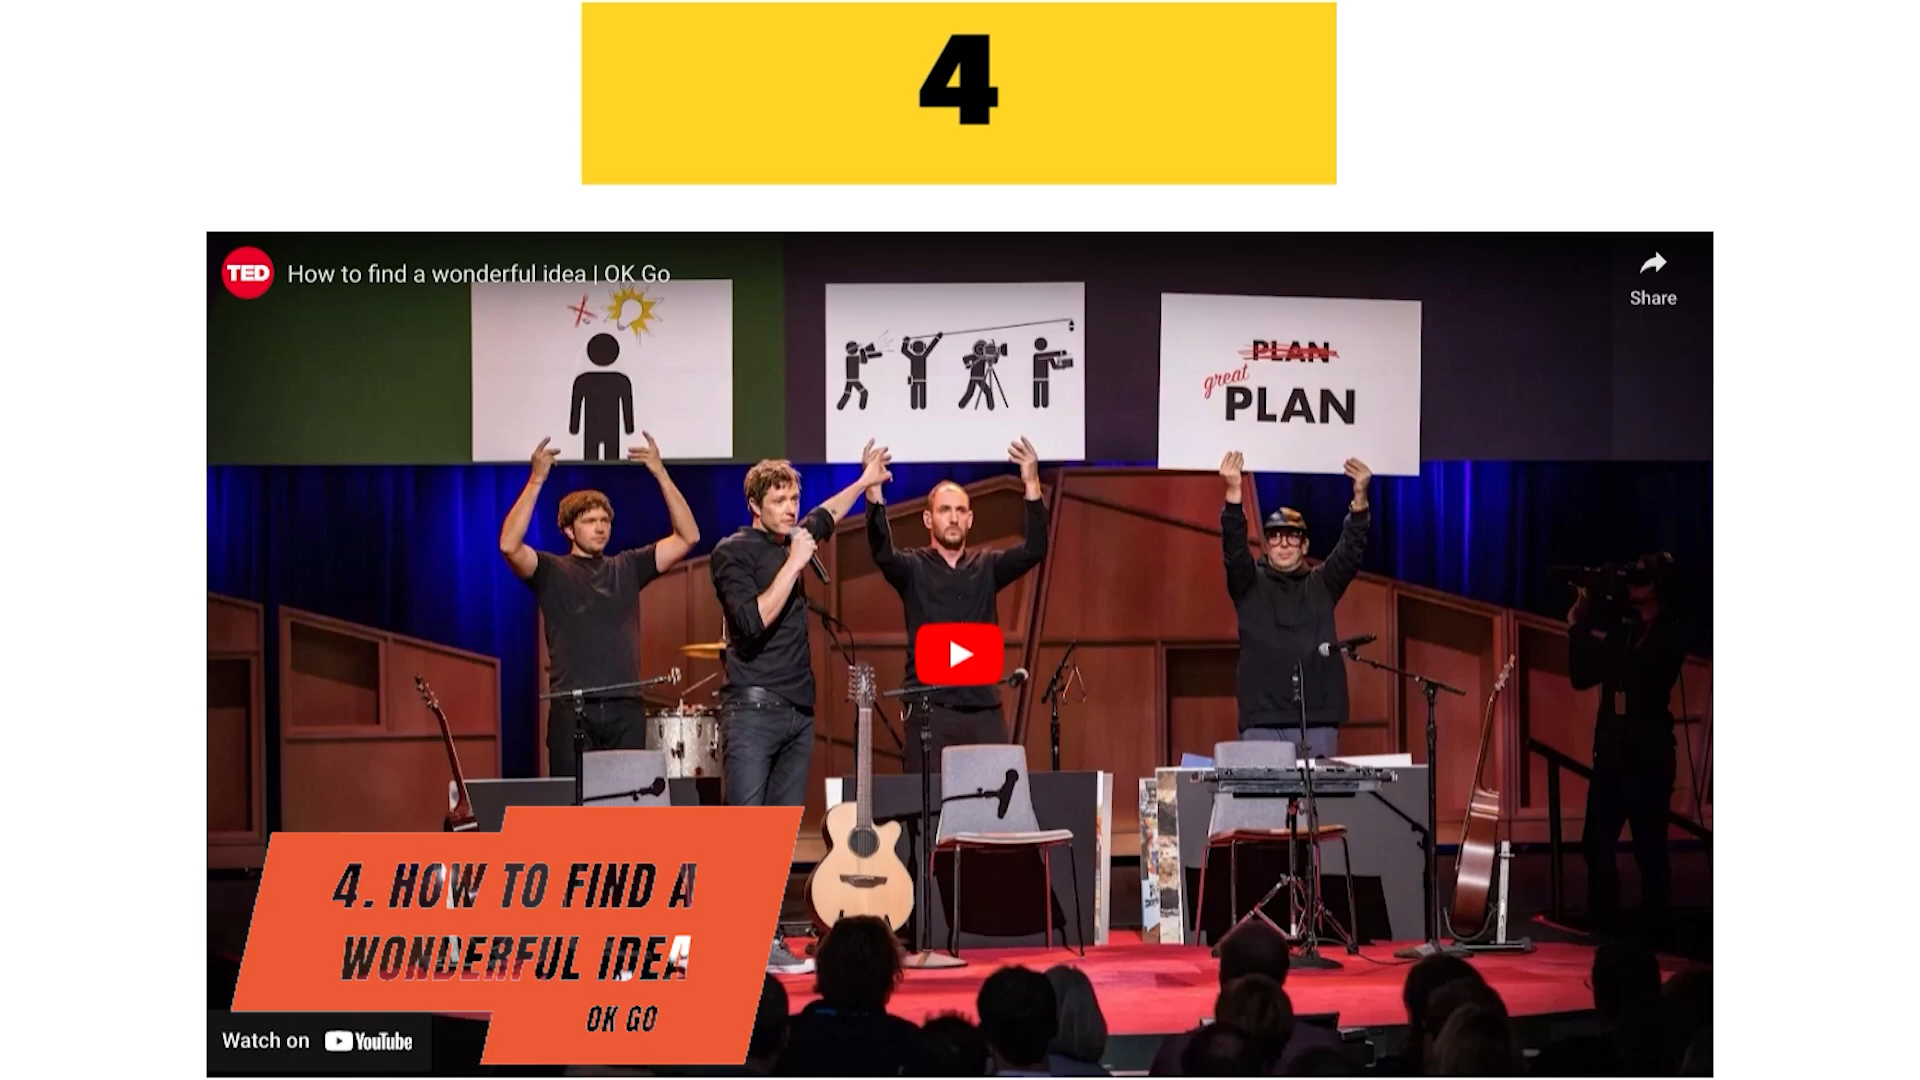 4
TED
How to find a wonderful idea | OK Go
Share
PLAN
great
PLAN
4. HOW TO FIND A
WONDERFUL IDEA
OK GO
Watch on YouTube